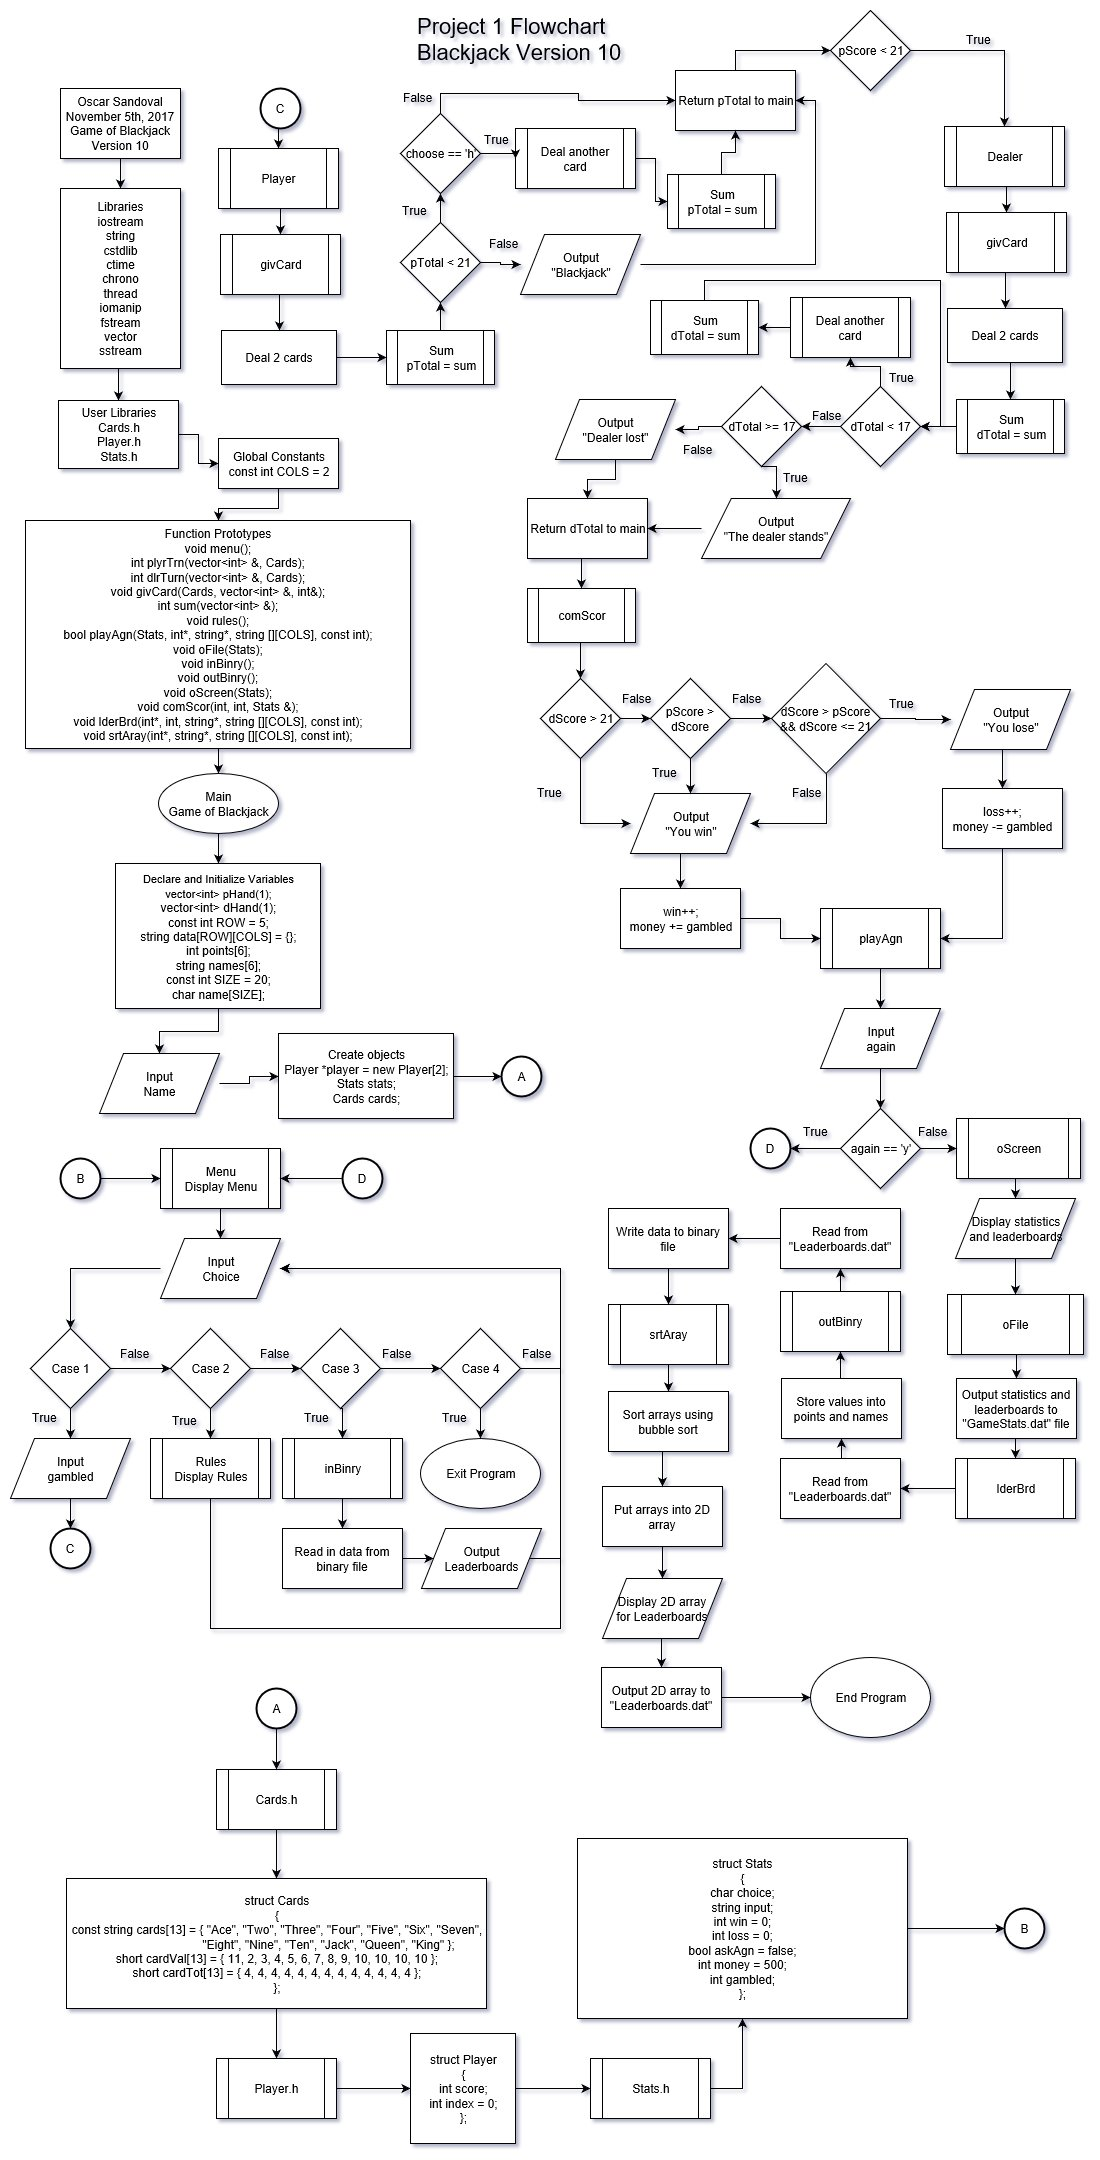 Project 1 Flowchart
Blackjack Version 10
Oscar Sandoval
November 5th, 2017
Game of Blackjack
Version 10
Libraries
iostream
string
cstdlib
ctime
chrono
thread
iomanip
fstream
vector
sstream
User Libraries
Cards.h
Player.h
Stats.h
Global Constants
const int COLS = 2
Function Prototypes
void menu();
int plyrTrn(vector<int> &, Cards);
int dlrTurn(vector<int> &, Cards);
void givCard(Cards, vector<int> &, int&);
int sum(vector<int> &);
void rules();
bool playAgn(Stats, int*, string*, string [][COLS], const int);
void oFile(Stats);
void inBinry();
void outBinry();
void oScreen(Stats);
void comScor(int, int, Stats &);
void lderBrd(int*, int, string*, string [][COLS], const int);
void srtAray(int*, string*, string [][COLS], const int);
Main
Game of Blackjack
Declare and Initialize Variables
vector<int> pHand(1);
vector<int> dHand(1);
const int ROW = 5;
string data[ROW][COLS] = {};
int points[6];
string names[6];
const int SIZE = 20;
char name[SIZE];
Input
Name
Create objects
Player *player = new Player[2];
Stats stats;
Cards cards;
A
C
Player
givCard
Deal 2 cards
Sum
pTotal = sum
pTotal < 21
True
False
Output
"Blackjack"
choose == 'h'
False
True
Deal another
card
Sum
pTotal = sum
Return pTotal to main
pScore < 21
True
Dealer
givCard
Deal 2 cards
Sum
dTotal = sum
dTotal < 17
True
False
Deal another
card
Sum
dTotal = sum
dTotal >= 17
False
True
Output
"Dealer lost"
Output
"The dealer stands"
Return dTotal to main
comScor
dScore > 21
False
True
pScore >
dScore
False
True
dScore > pScore
&& dScore <= 21
True
False
Output
"You lose"
Output
"You win"
loss++;
money -= gambled
win++;
money += gambled
playAgn
Input
again
again == 'y'
True
False
D
oScreen
Display statistics
and leaderboards
oFile
Output statistics and
leaderboards to
"GameStats.dat" file
lderBrd
Read from
"Leaderboards.dat"
Store values into
points and names
outBinry
Read from
"Leaderboards.dat"
Write data to binary
file
srtAray
Sort arrays using
bubble sort
Put arrays into 2D
array
Display 2D array
for Leaderboards
Output 2D array to
"Leaderboards.dat"
End Program
B
Menu
Display Menu
D
Input
Choice
Case 1
False
Case 2
False
Case 3
False
Case 4
False
True
True
True
True
Input
gambled
C
Rules
Display Rules
inBinry
Read in data from
binary file
Output
Leaderboards
Exit Program
A
Cards.h
struct Cards
{
const string cards[13] = { "Ace", "Two", "Three", "Four", "Five", "Six", "Seven",
"Eight", "Nine", "Ten", "Jack", "Queen", "King" };
short cardVal[13] = { 11, 2, 3, 4, 5, 6, 7, 8, 9, 10, 10, 10, 10 };
short cardTot[13] = { 4, 4, 4, 4, 4, 4, 4, 4, 4, 4, 4, 4, 4 };
};
Player.h
struct Player
{
int score;
int index = 0;
};
Stats.h
struct Stats
{
char choice;
string input;
int win = 0;
int loss = 0;
bool askAgn = false;
int money = 500;
int gambled;
};
B